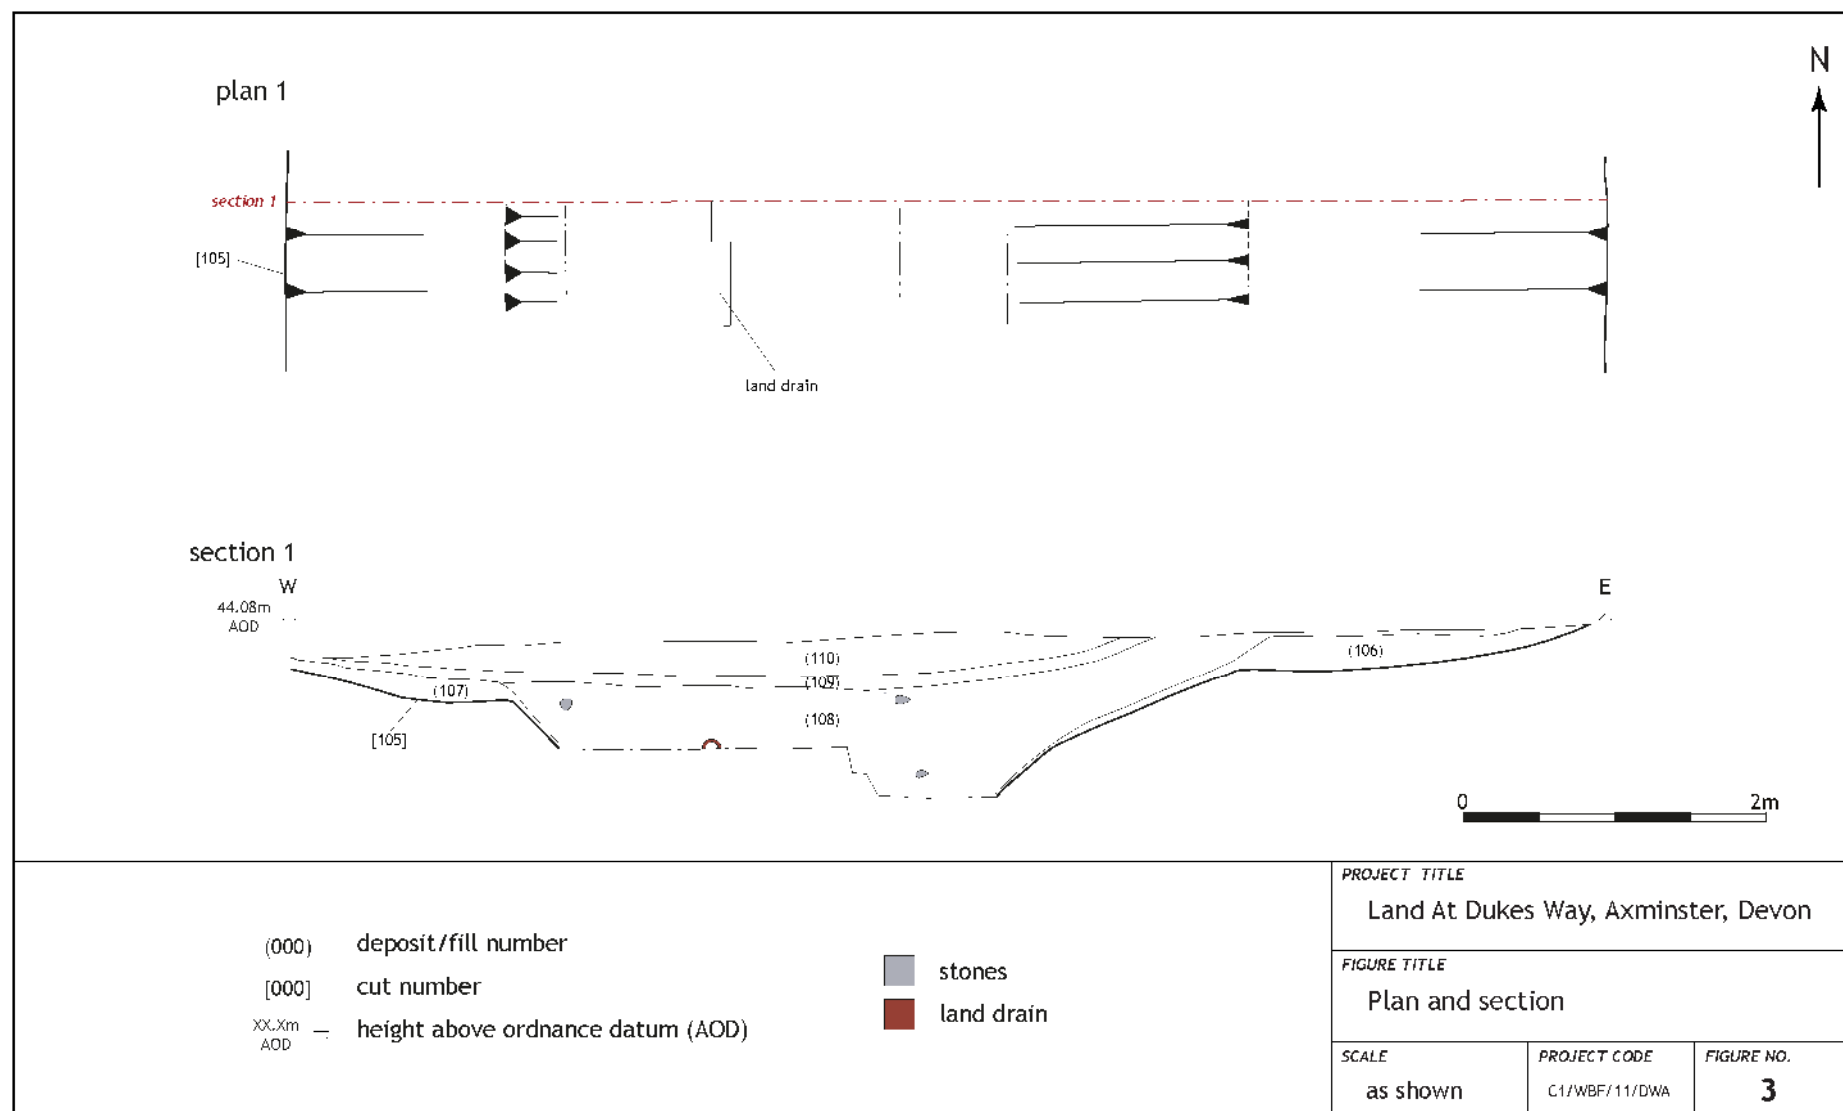 plan 1
N
section 1
[105]
land drain
section 1
W
E
44.08m
AOD
(110)
(106)
(109)
(107)
(108)
[105]
0 2m
(000) deposit/fill number
[000] cut number
XX.Xm
AOD
height above ordnance datum (AOD)
stones
land drain
PROJECT TITLE
Land At Dukes Way, Axminster, Devon
FIGURE TITLE
Plan and section
SCALE
as shown
PROJECT CODE
C1/WBF/11/DWA
FIGURE NO.
3